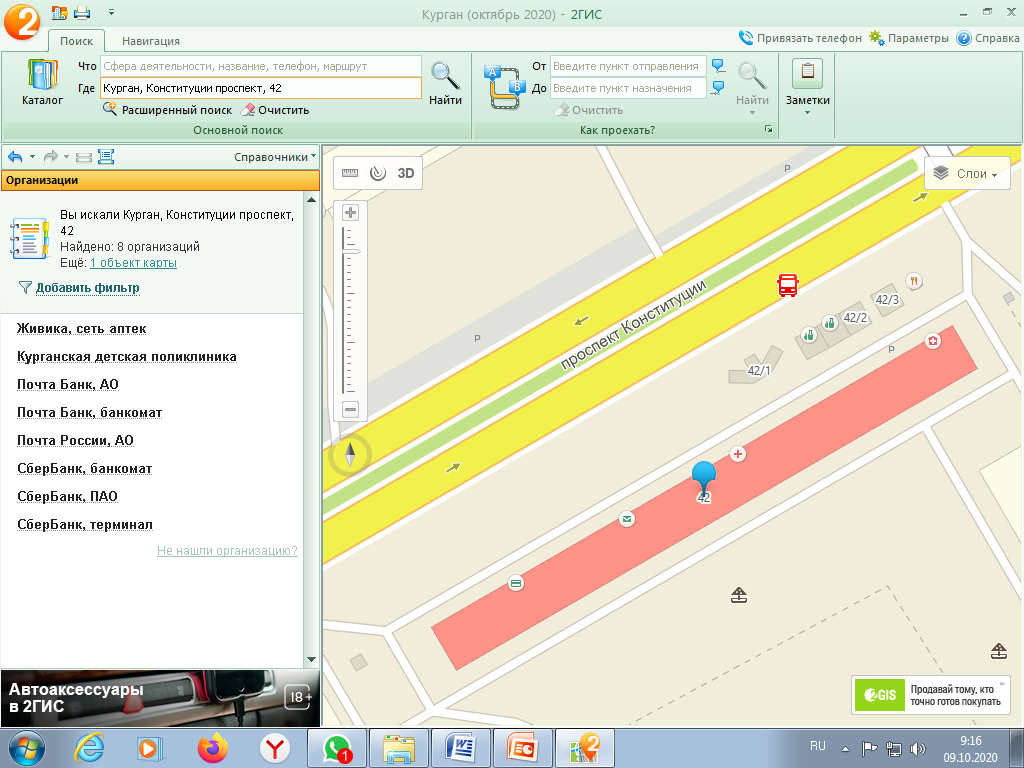 Курган (октябрь 2020) - 2ГИС
Поиск
Навигация
Привязать телефон
Параметры
Справка
Каталог
Что
Сфера деятельности, название, телефон, маршрут
Где
Курган, Конституции проспект, 42
Расширенный поиск
Очистить
Найти
Основной поиск
От
Введите пункт отправления
До
Введите пункт назначения
Очистить
Найти
Как проехать?
Заметки
Справочники
Организации
Вы искали Курган, Конституции проспект,
42
Найдено: 8 организаций
Ещё: 1 объект карты
Добавить фильтр
Живика, сеть аптек
Курганская детская поликлиника
Почта Банк, АО
Почта Банк, банкомат
Почта России, АО
СберБанк, банкомат
СберБанк, ПАО
СберБанк, терминал
Не нашли организацию?
Автоаксессуары
в 2ГИС
18+
3D
Слои
P
P
P
проспект Конституции
42/3
42/2
42/1
42
2GIS
Продавай тому, кто
точно готов покупать
1
RU
9:16
09.10.2020